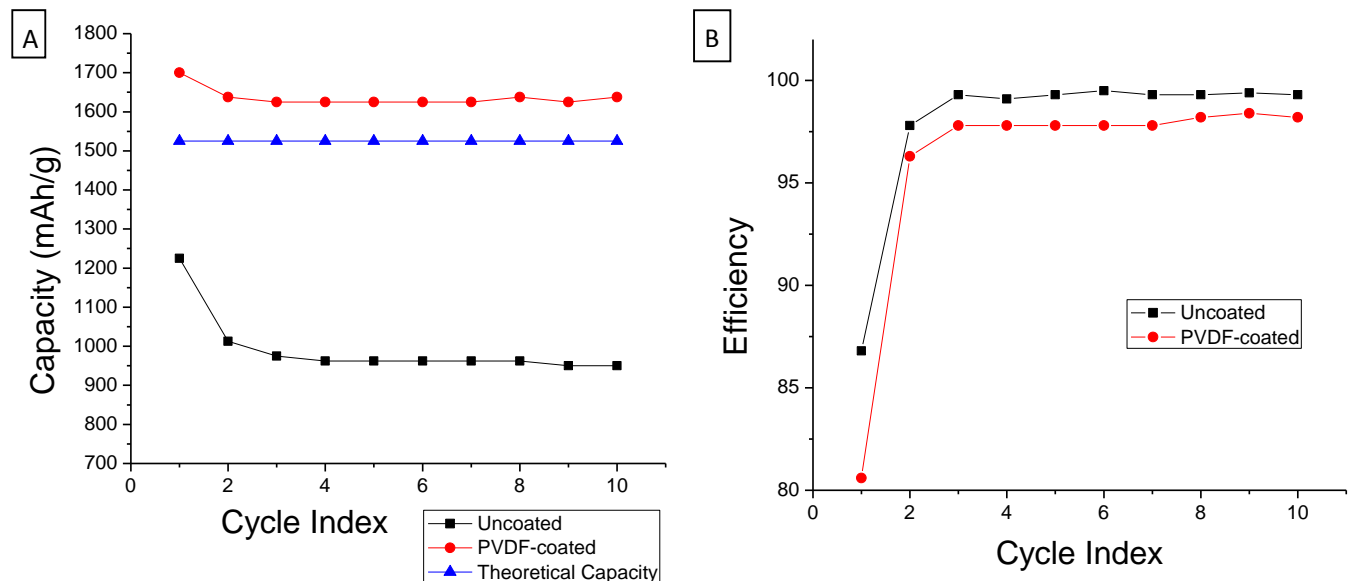 A
1800
1700
1600
1500
1400
1300
1200
1100
1000
900
800
700
0
2
4
6
8
10
Capacity (mAh/g)
Cycle Index
Uncoated
PVDF-coated
Theoretical Capacity
B
100
95
90
85
80
0
2
4
6
8
10
Efficiency
Cycle Index
Uncoated
PVDF-coated